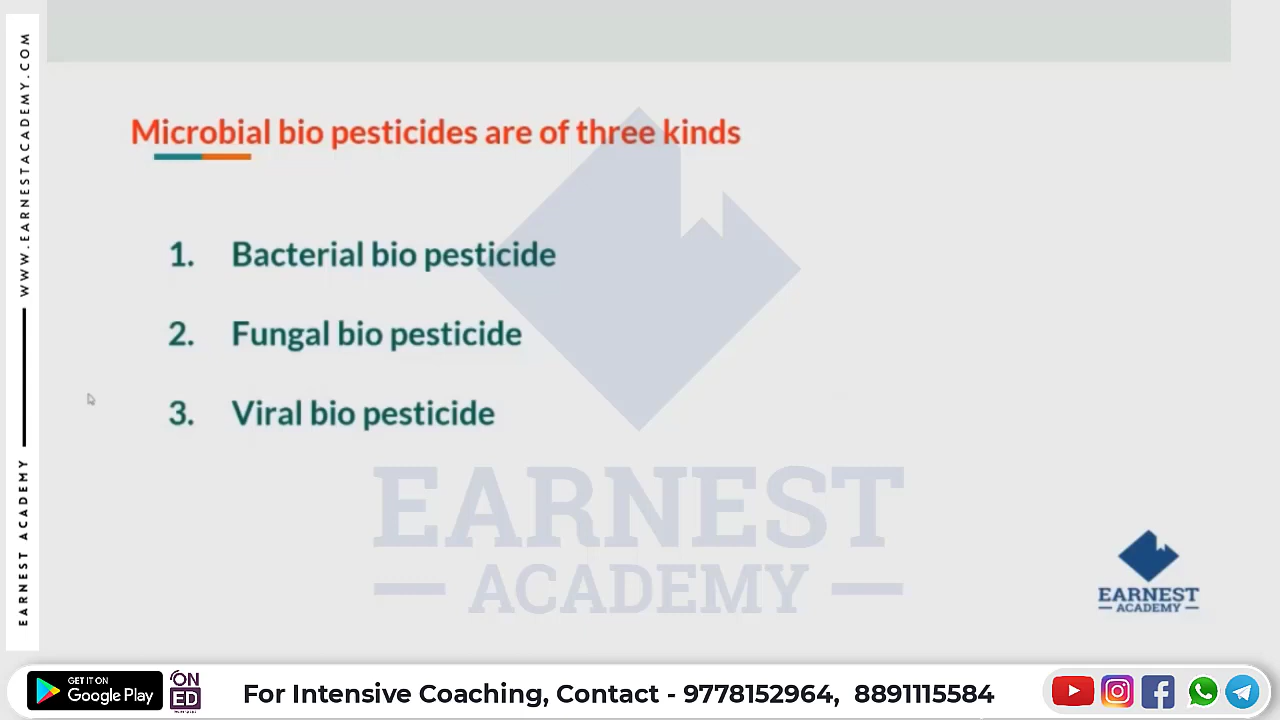 WWW.EARNESTACADEMY.COM
EARNEST ACADEMY
Microbial bio pesticides are of three kinds
1. Bacterial bio pesticide
2. Fungal bio pesticide
3. Viral bio pesticide
EARNEST
ACADEMY
EARNEST
ACADEMY
GET IT ON
Google Play
ON
ED
For Intensive Coaching, Contact - 9778152964, 8891115584